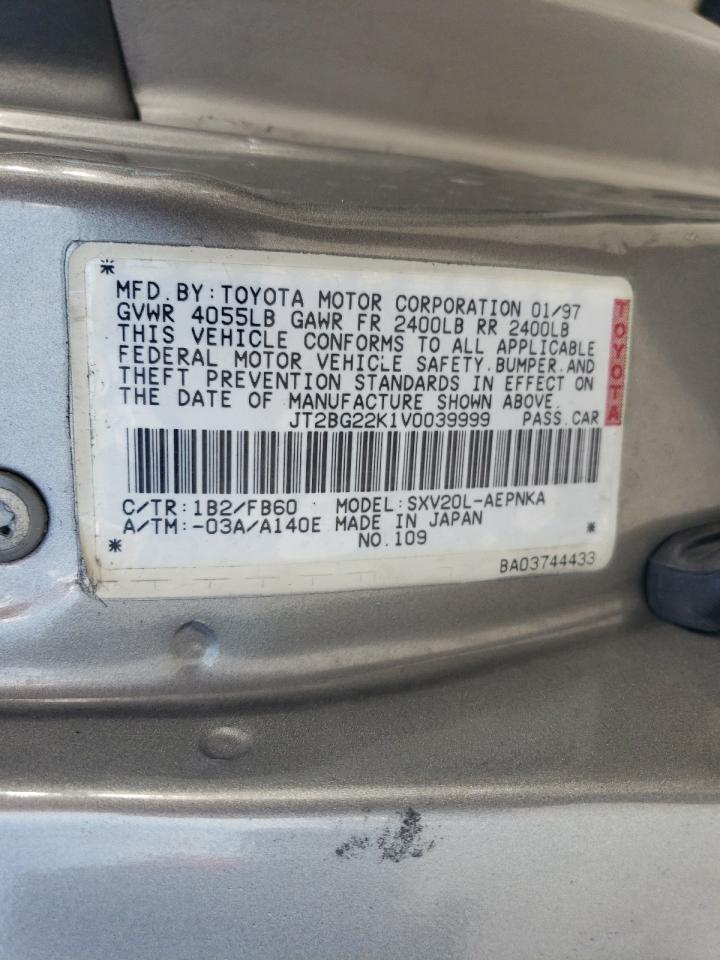 MFD. BY: TOYOTA MOTOR CORPORATION 01/97
GVWR 4055LB GAWR FR 2400LB RR 2400LB
THIS VEHICLE CONFORMS TO ALL APPLICABLE
FEDERAL MOTOR VEHICLE SAFETY. BUMPER. AND
THEFT PREVENTION STANDARDS IN EFFECT ON
THE DATE OF MANUFACTURE SHOWN ABOVE.
JT2BG22K1V0039999 PASS. CAR
TOYOTA
C/TR: 1B2/FB60 MODEL: SXV20L-AEPNKA
A/TM: -03A/A140E MADE IN JAPAN
NO. 109
BA03744433